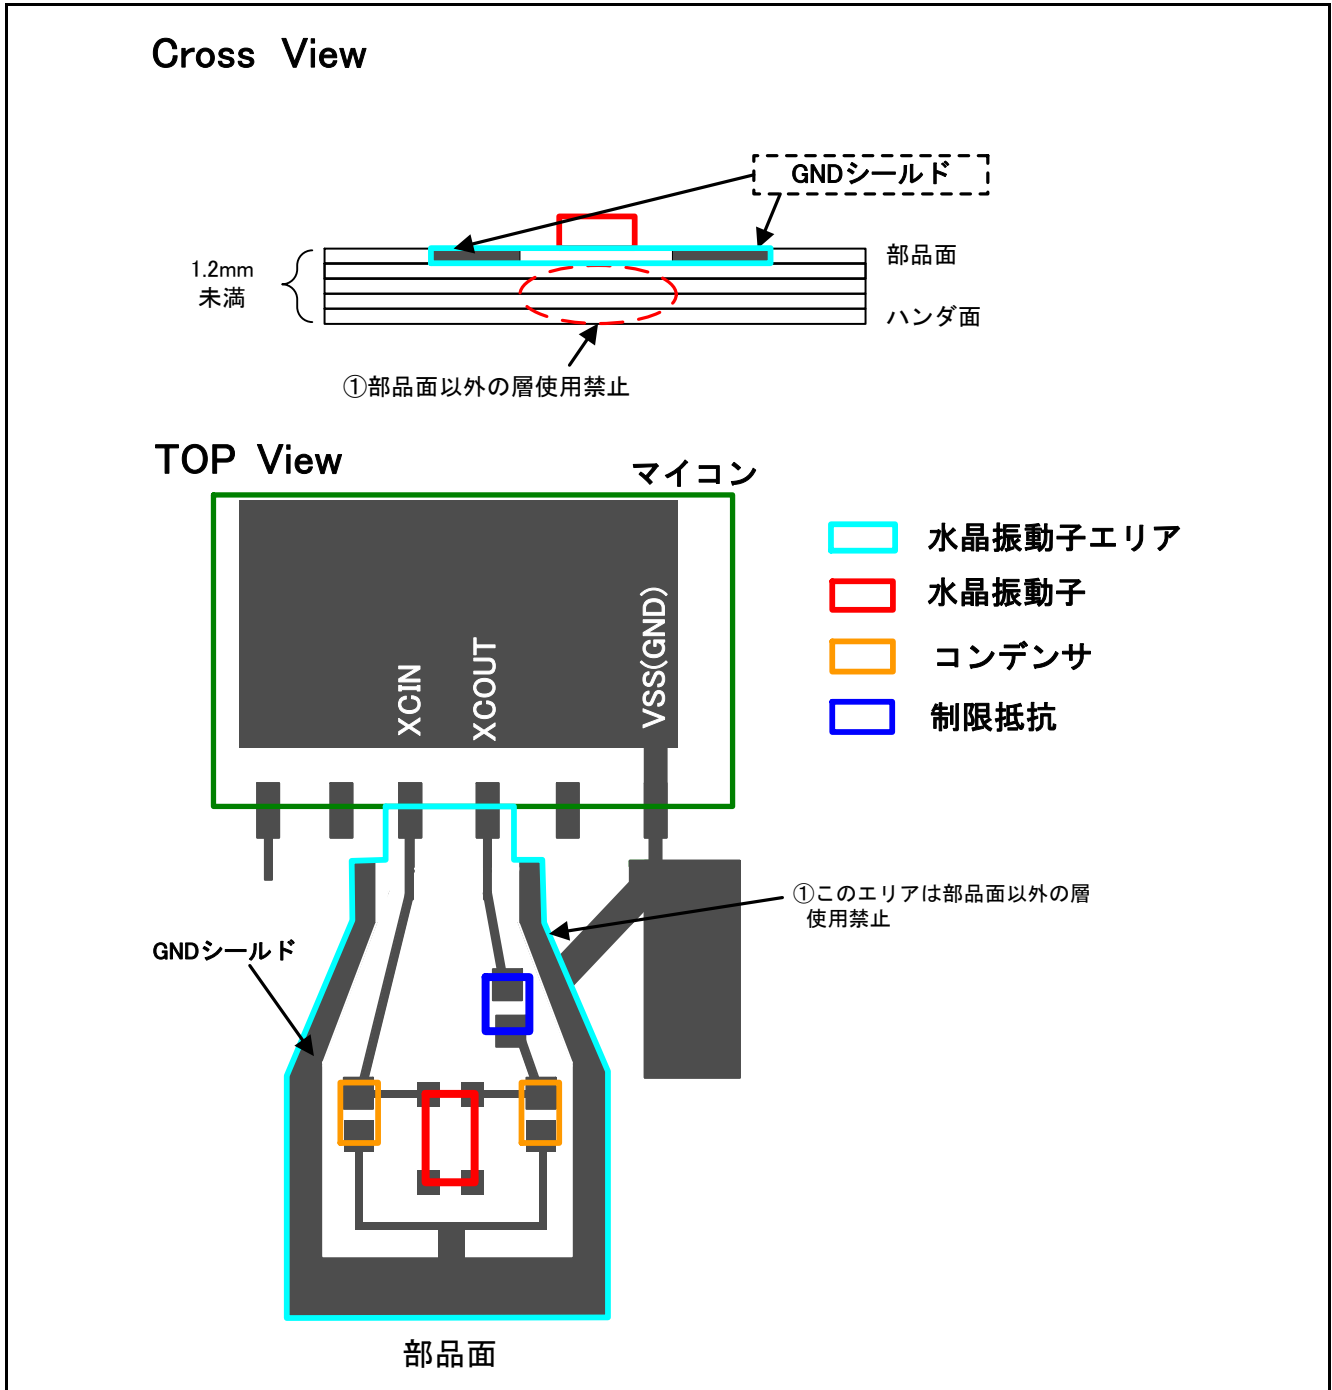 Cross View
GNDシールド
部品面
1.2mm
未満
ハンダ面
①部品面以外の層使用禁止
TOP View
マイコン
水晶振動子エリア
水晶振動子
コンデンサ
制限抵抗
XCIN
XCOUT
VSS(GND)
①このエリアは部品面以外の層
使用禁止
GNDシールド
部品面